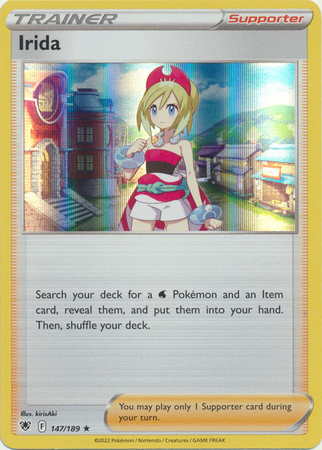 TRAINER Supporter
Irida
Search your deck for a Pokémon and an Item
card, reveal them, and put them into your hand.
Then, shuffle your deck.
Illus. kirisAki
F 147/189 ★
You may play only 1 Supporter card during
your turn.
©2022 Pokémon / Nintendo / Creatures / GAME FREAK